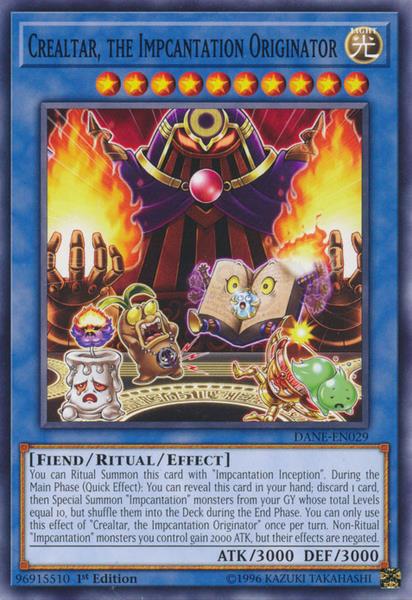 CREALTAR, THE IMPCANTATION ORIGINATOR
LIGHT
光
DANE-EN029
[FIEND/RITUAL/EFFECT]
You can Ritual Summon this card with "Impcantation Inception". During the
Main Phase (Quick Effect): You can reveal this card in your hand; discard 1 card,
then Special Summon "Impcantation" monsters from your GY whose total Levels
equal 10, but shuffle them into the Deck during the End Phase. You can only use
this effect of "Crealtar, the Impcantation Originator" once per turn. Non-Ritual
"Impcantation" monsters you control gain 2000 ATK, but their effects are negated.
ATK/3000 DEF/3000
96915510 1st Edition ©1996 KAZUKI TAKAHASHI